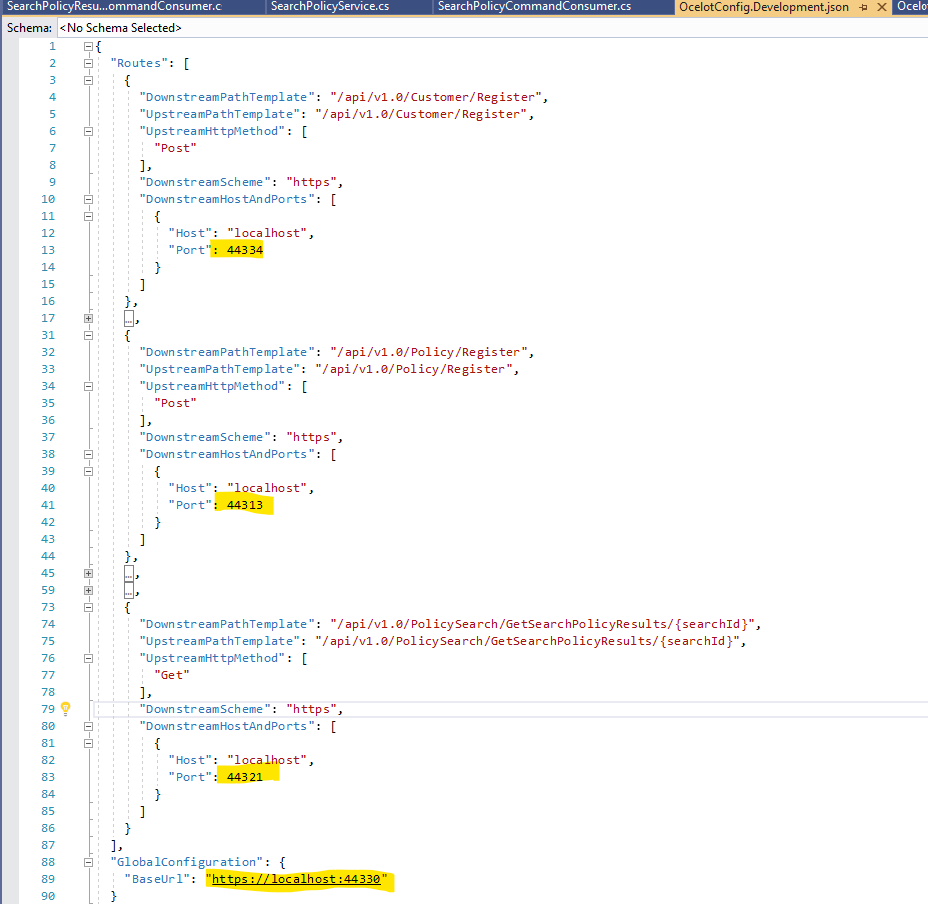 SearchPolicyResu...ommandConsumer.c SearchPolicyService.cs SearchPolicyCommandConsumer.cs OcelotConfig.Development.json Ocelot
Schema: <No Schema Selected>
1 {
2 "Routes": [
3 {
4 "DownstreamPathTemplate": "/api/v1.0/Customer/Register",
5 "UpstreamPathTemplate": "/api/v1.0/Customer/Register",
6 "UpstreamHttpMethod": [
7 "Post"
8 ],
9 "DownstreamScheme": "https",
10 "DownstreamHostAndPorts": [
11 {
12 "Host": "localhost",
13 "Port": 44334
14 }
15 ]
16 },
17 ...,
31 {
32 "DownstreamPathTemplate": "/api/v1.0/Policy/Register",
33 "UpstreamPathTemplate": "/api/v1.0/Policy/Register",
34 "UpstreamHttpMethod": [
35 "Post"
36 ],
37 "DownstreamScheme": "https",
38 "DownstreamHostAndPorts": [
39 {
40 "Host": "localhost",
41 "Port": 44313
42 }
43 ]
44 },
45 ...,
59 ...,
73 {
74 "DownstreamPathTemplate": "/api/v1.0/PolicySearch/GetSearchPolicyResults/{searchId}",
75 "UpstreamPathTemplate": "/api/v1.0/PolicySearch/GetSearchPolicyResults/{searchId}",
76 "UpstreamHttpMethod": [
77 "Get"
78 ],
79 "DownstreamScheme": "https",
80 "DownstreamHostAndPorts": [
81 {
82 "Host": "localhost",
83 "Port": 44321
84 }
85 ]
86 }
87 ],
88 "GlobalConfiguration": {
89 "BaseUrl": "https://localhost:44330"
90 }